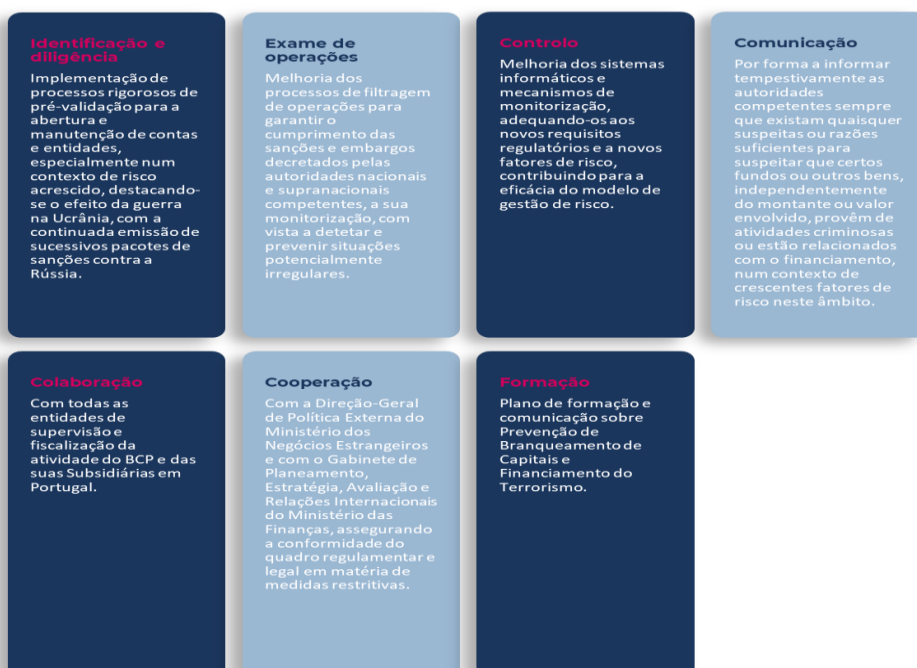 Identificação e
diligência
Implementação de
processos rigorosos de
pré-validação para a
abertura e
manutenção de contas
e entidades,
especialmente num
contexto de risco
acrescido, destacando-
se o efeito da guerra
na Ucrânia, com a
continuada emissão de
sucessivos pacotes de
sanções contra a
Rússia.
Exame de
operações
Melhoria dos
processos de filtragem
de operações para
garantir o
cumprimento das
sanções e embargos
decretados pelas
autoridades nacionais
e supranacionais
competentes, a sua
monitorização, com
vista a detetar e
prevenir situações
potencialmente
irregulares.
Controlo
Melhoria dos sistemas
informáticos e
mecanismos de
monitorização,
adequando-os aos
novos requisitos
regulatórios e a novos
fatores de risco,
contribuindo para a
eficácia do modelo de
gestão de risco.
Comunicação
Por forma a informar
tempestivamente as
autoridades
competentes sempre
que existam quaisquer
suspeitas ou razões
suficientes para
suspeitar que certos
fundos ou outros bens,
independentemente
do montante ou valor
envolvido, provêm de
atividades criminosas
ou estão relacionados
com o financiamento,
num contexto de
crescentes fatores de
risco neste âmbito.
Colaboração
Com todas as
entidades de
supervisão e
fiscalização da
atividade do BCP e das
suas Subsidiárias em
Portugal.
Cooperação
Com a Direção-Geral
de Política Externa do
Ministério dos
Negócios Estrangeiros
e com o Gabinete de
Planeamento,
Estratégia, Avaliação e
Relações Internacionais
do Ministério das
Finanças, assegurando
a conformidade do
quadro regulamentar e
legal em matéria de
medidas restritivas.
Formação
Plano de formação e
comunicação sobre
Prevenção de
Branqueamento de
Capitais e
Financiamento do
Terrorismo.